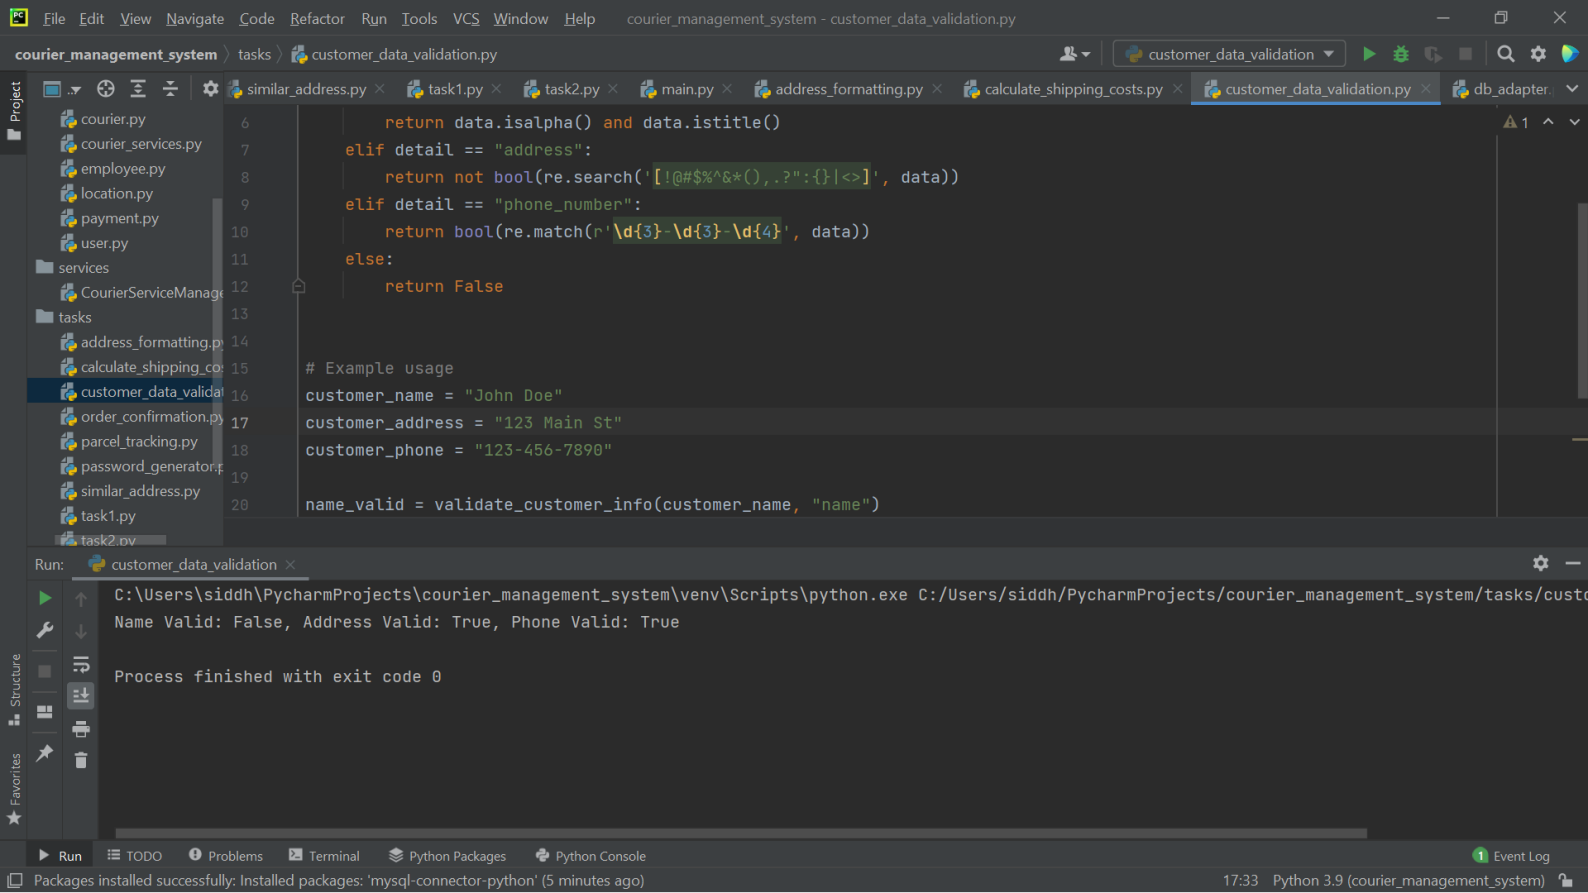 PC File Edit View Navigate Code Refactor Run Tools VCS Window Help courier_management_system - customer_data_validation.py
courier_management_system tasks customer_data_validation.py customer_data_validation
Project similar_address.py task1.py task2.py main.py address_formatting.py calculate_shipping_costs.py customer_data_validation.py db_adapter.
courier.py
courier_services.py
employee.py
location.py
payment.py
user.py
services
CourierServiceManage
tasks
address_formatting.py
calculate_shipping_co
customer_data_validat
order_confirmation.py
parcel_tracking.py
password_generator.p
similar_address.py
task1.py
task2.py
1
6 return data.isalpha() and data.istitle()
7 elif detail == "address":
8 return not bool(re.search('[!@#$%^&*(),.?":{}|<>]', data))
9 elif detail == "phone_number":
10 return bool(re.match(r'\d{3}-\d{3}-\d{4}', data))
11 else:
12 return False
13
14
15 # Example usage
16 customer_name = "John Doe"
17 customer_address = "123 Main St"
18 customer_phone = "123-456-7890"
19
20 name_valid = validate_customer_info(customer_name, "name")
Run: customer_data_validation
C:\Users\siddh\PycharmProjects\courier_management_system\venv\Scripts\python.exe C:/Users/siddh/PycharmProjects/courier_management_system/tasks/custo
Name Valid: False, Address Valid: True, Phone Valid: True
Process finished with exit code 0
Structure
Favorites
Run TODO Problems Terminal Python Packages Python Console 1 Event Log
Packages installed successfully: Installed packages: 'mysql-connector-python' (5 minutes ago) 17:33 Python 3.9 (courier_management_system)